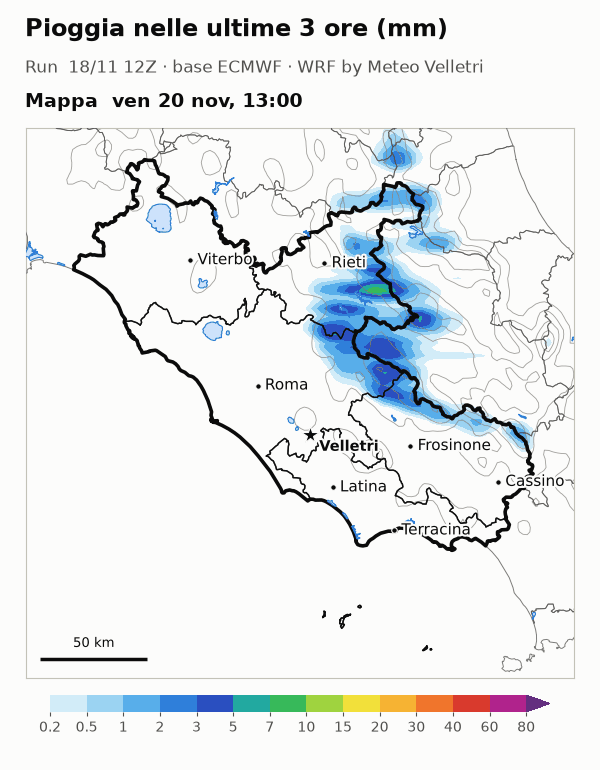 Pioggia nelle ultime 3 ore (mm)
Run  18/11 12Z · base ECMWF · WRF by Meteo Velletri
Mappa  ven 20 nov, 13:00
Viterbo
Rieti
Roma
Velletri
Frosinone
Latina
Cassino
Terracina
50 km
0.2 0.5 1 2 3 5 7 10 15 20 30 40 60 80